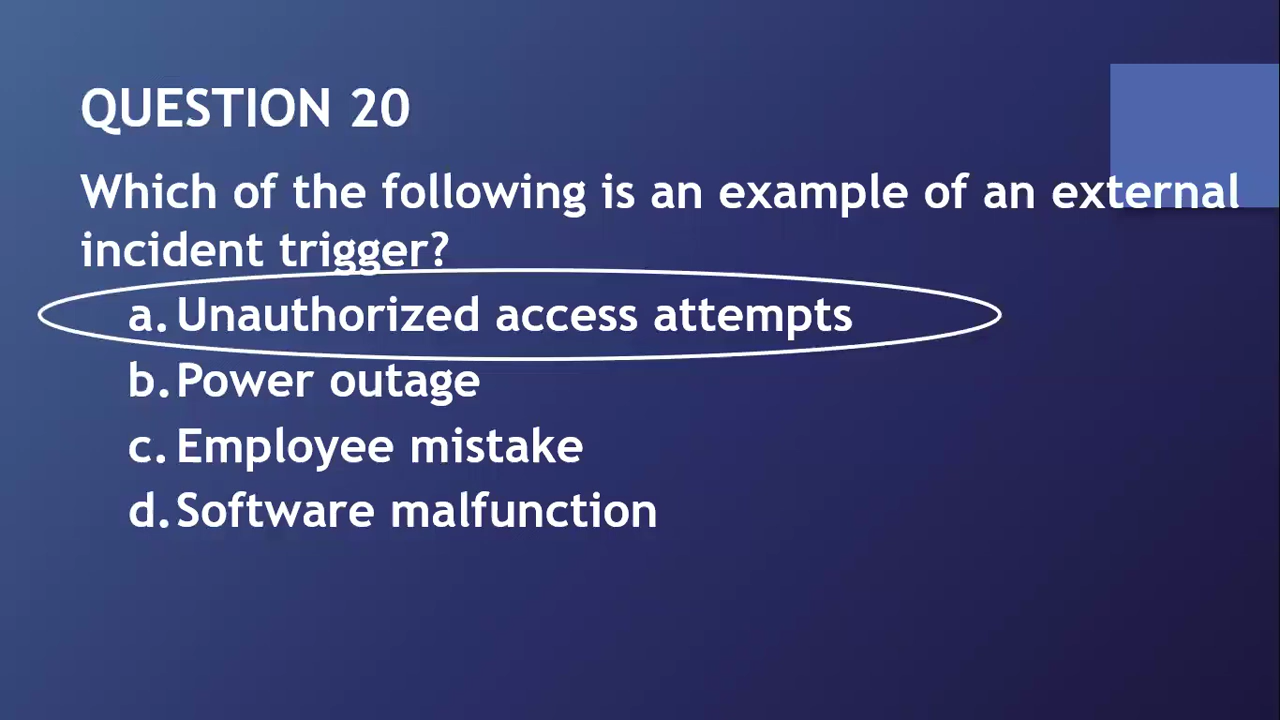 QUESTION 20
Which of the following is an example of an external
incident trigger?
a. Unauthorized access attempts
b. Power outage
c. Employee mistake
d. Software malfunction